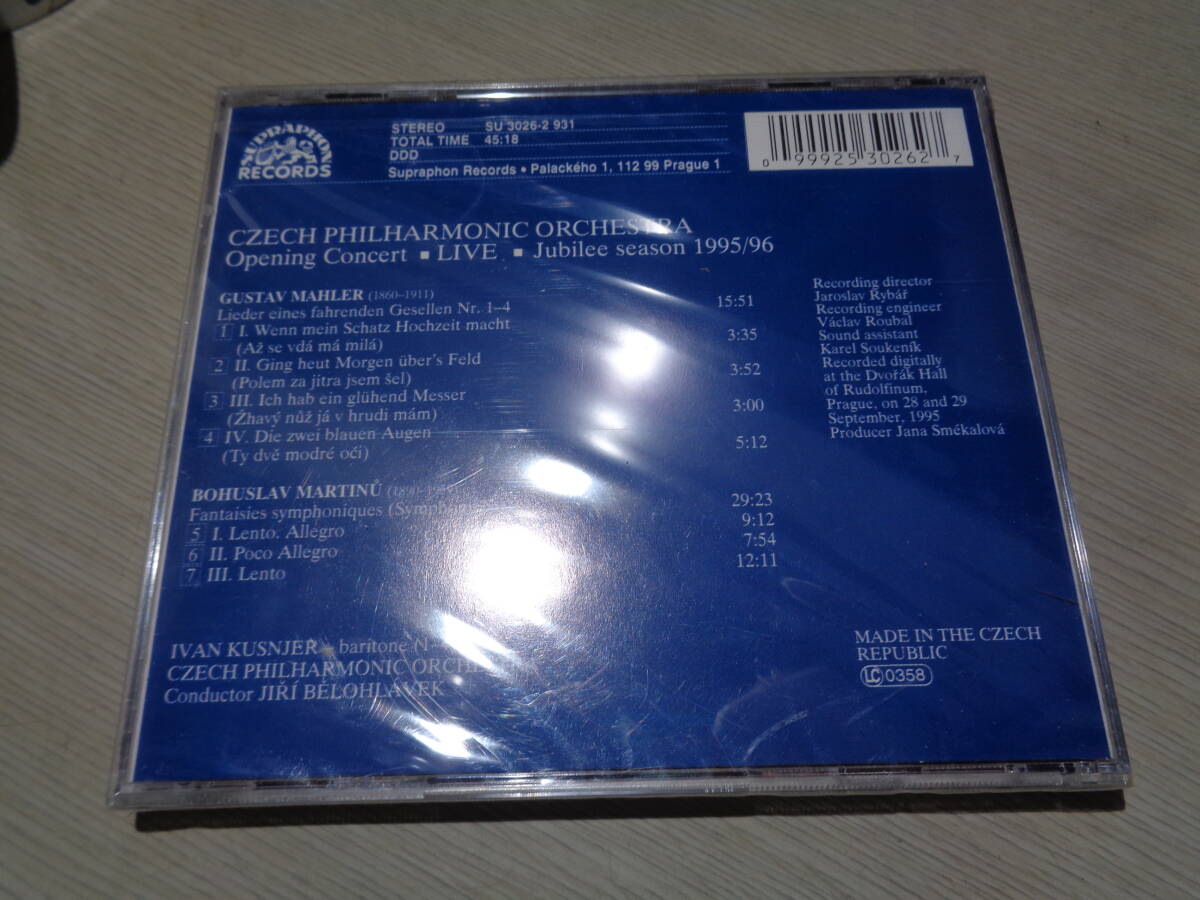 SUPRAPHON
RECORDS
STEREO SU 3026-2 931
TOTAL TIME 45:18
DDD
Supraphon Records • Palackého 1, 112 99 Prague 1
0 99925 30262 7
CZECH PHILHARMONIC ORCHESTRA
Opening Concert ■ LIVE ■ Jubilee season 1995/96
GUSTAV MAHLER (1860–1911) 15:51
Lieder eines fahrenden Gesellen Nr. 1–4
1 I. Wenn mein Schatz Hochzeit macht 3:35
(Až se vdá má milá)
2 II. Ging heut Morgen über's Feld 3:52
(Polem za jitra jsem šel)
3 III. Ich hab ein glühend Messer 3:00
(Žhavý nůž já v hrudi mám)
4 IV. Die zwei blauen Augen 5:12
(Ty dvě modré oči)
BOHUSLAV MARTINŮ 29:23
Fantaisies symphoniques
5 I. Lento. Allegro 9:12
6 II. Poco Allegro 7:54
7 III. Lento 12:11
Recording director
Jaroslav Rybář
Recording engineer
Václav Roubal
Sound assistant
Karel Soukeník
Recorded digitally
at the Dvořák Hall
of Rudolfinum,
Prague, on 28 and 29
September, 1995
Producer Jana Smékalová
IVAN KUSNJER – baritone
CZECH PHILHARMONIC ORCHESTRA
Conductor JIŘÍ BĚLOHLÁVEK
MADE IN THE CZECH
REPUBLIC
LC 0358